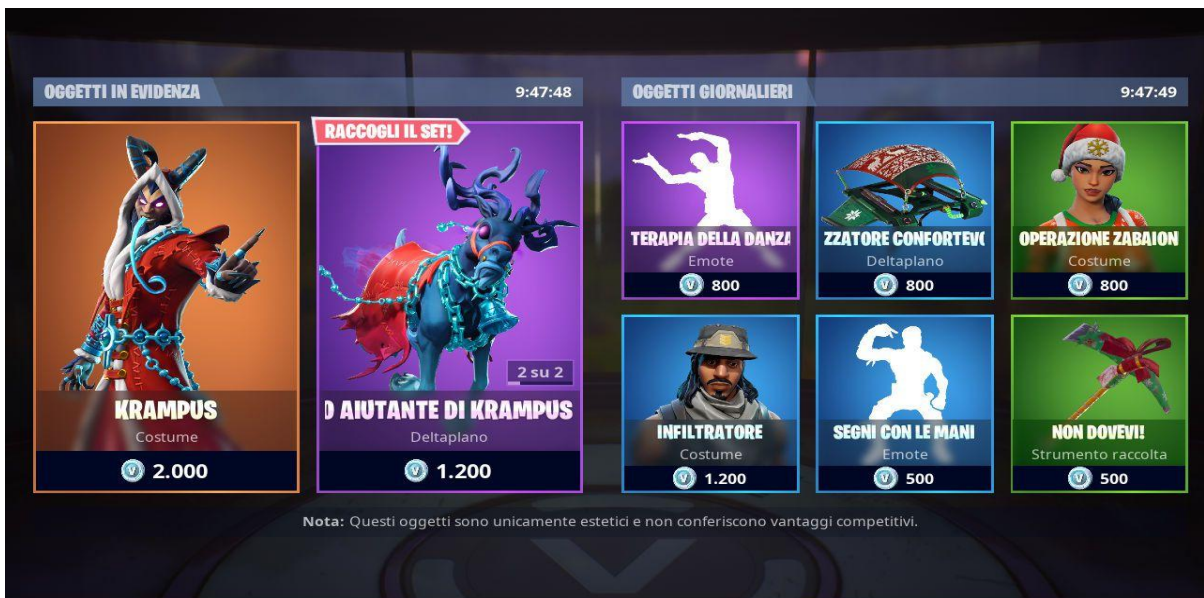 OGGETTI IN EVIDENZA
9:47:48
RACCOGLI IL SET!
KRAMPUS
Costume
2.000
2 su 2
O AIUTANTE DI KRAMPUS
Deltaplano
1.200
OGGETTI GIORNALIERI
9:47:49
TERAPIA DELLA DANZA
Emote
800
ZZATORE CONFORTEVO
Deltaplano
800
OPERAZIONE ZABAION
Costume
800
INFILTRATORE
Costume
1.200
SEGNI CON LE MANI
Emote
500
NON DOVEVI!
Strumento raccolta
500
Nota: Questi oggetti sono unicamente estetici e non conferiscono vantaggi competitivi.